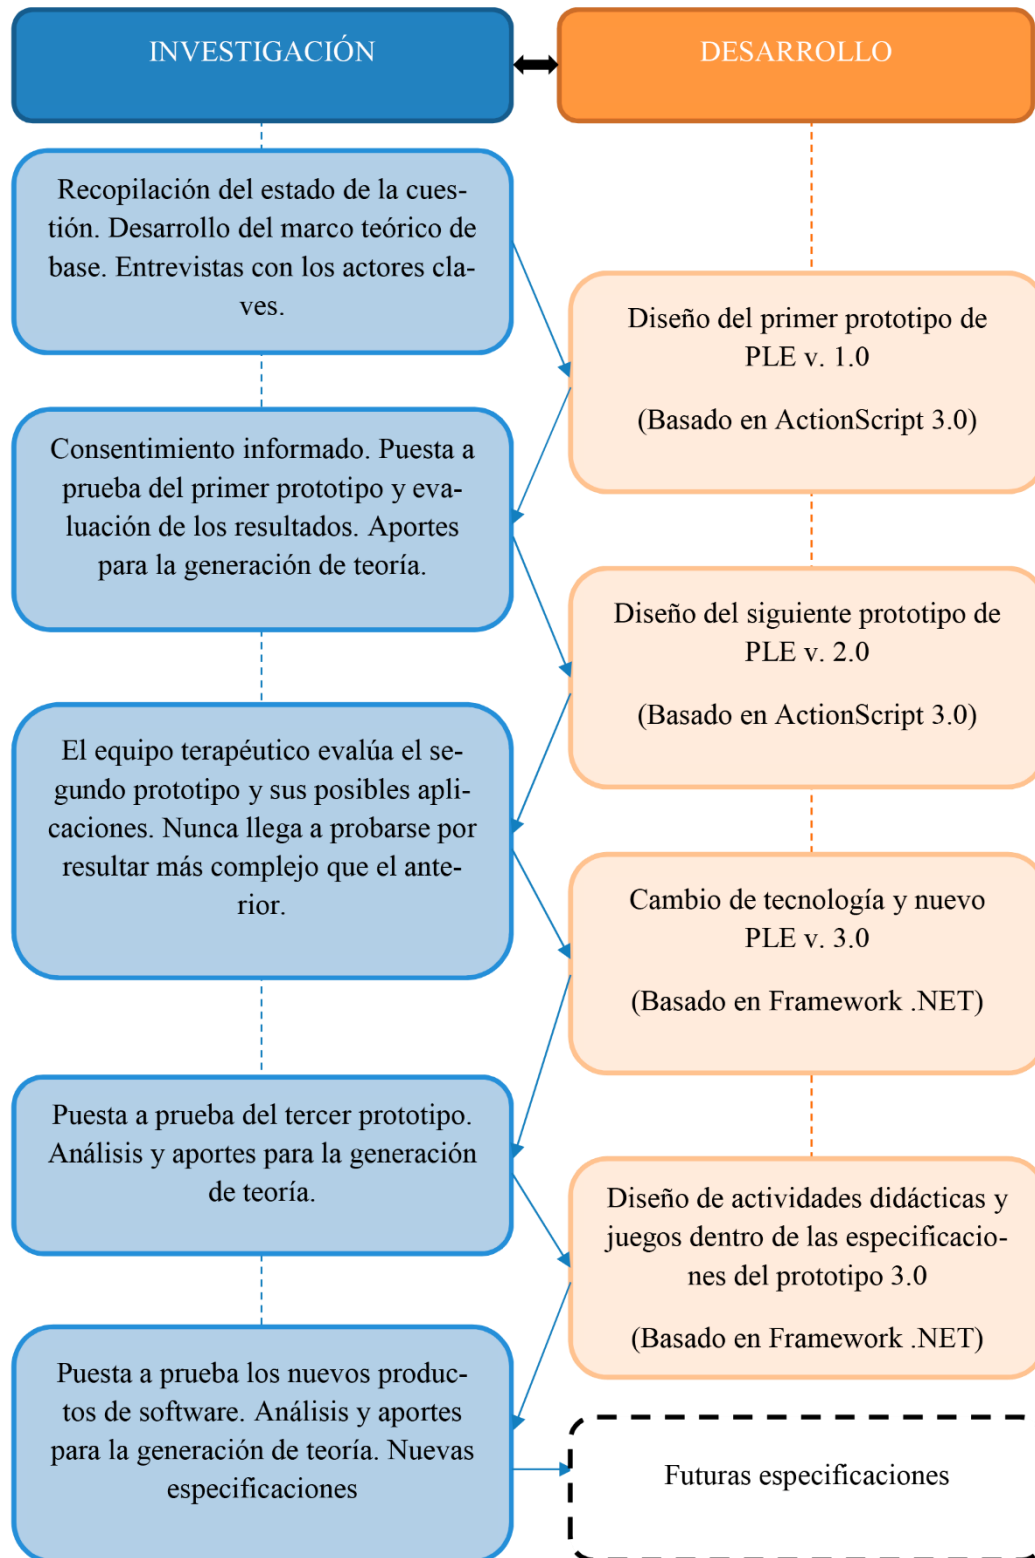 INVESTIGACIÓN
DESARROLLO
Recopilación del estado de la cues-
tión. Desarrollo del marco teórico de
base. Entrevistas con los actores cla-
ves.
Diseño del primer prototipo de
PLE v. 1.0
(Basado en ActionScript 3.0)
Consentimiento informado. Puesta a
prueba del primer prototipo y eva-
luación de los resultados. Aportes
para la generación de teoría.
Diseño del siguiente prototipo de
PLE v. 2.0
(Basado en ActionScript 3.0)
El equipo terapéutico evalúa el se-
gundo prototipo y sus posibles apli-
caciones. Nunca llega a probarse por
resultar más complejo que el ante-
rior.
Cambio de tecnología y nuevo
PLE v. 3.0
(Basado en Framework .NET)
Puesta a prueba del tercer prototipo.
Análisis y aportes para la generación
de teoría.
Diseño de actividades didácticas y
juegos dentro de las especificacio-
nes del prototipo 3.0
(Basado en Framework .NET)
Puesta a prueba los nuevos produc-
tos de software. Análisis y aportes
para la generación de teoría. Nuevas
especificaciones
Futuras especificaciones